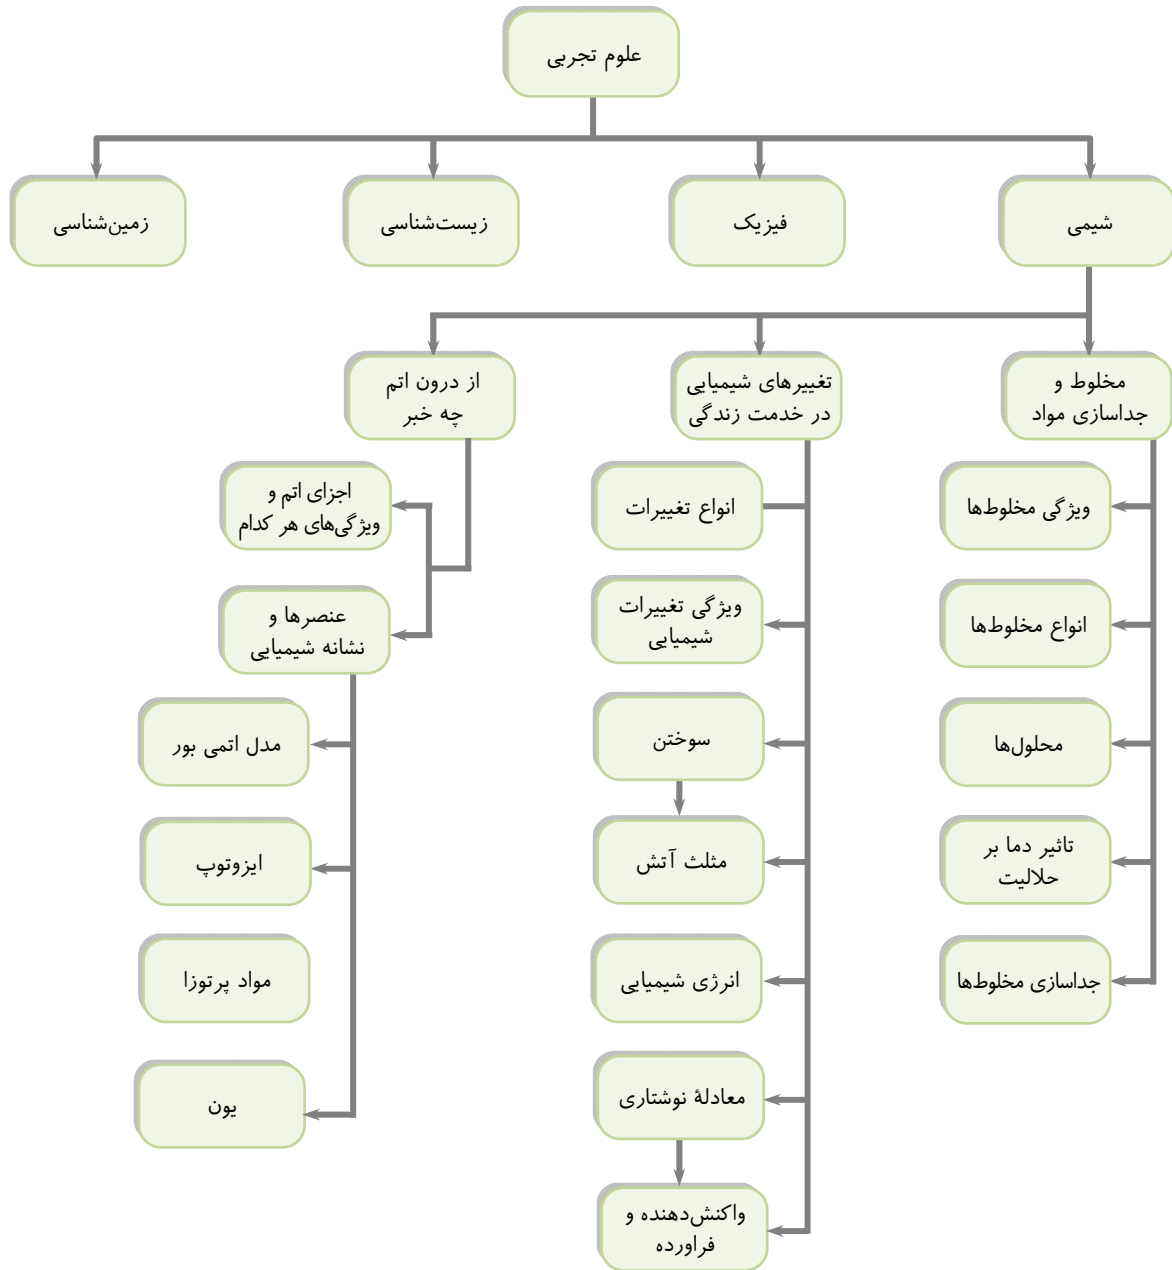 علوم تجربی
شیمی
فیزیک
زیست‌شناسی
زمین‌شناسی
مخلوط و
جداسازی مواد
تغییرهای شیمیایی
در خدمت زندگی
از درون اتم
چه خبر
ویژگی مخلوط‌ها
انواع مخلوط‌ها
محلول‌ها
تاثیر دما بر
حلالیت
جداسازی مخلوط‌ها
انواع تغییرات
ویژگی تغییرات
شیمیایی
سوختن
مثلث آتش
انرژی شیمیایی
معادلۀ نوشتاری
واکنش‌دهنده و
فراورده
اجزای اتم و
ویژگی‌های هر کدام
عنصرها و
نشانه شیمیایی
مدل اتمی بور
ایزوتوپ
مواد پرتوزا
یون